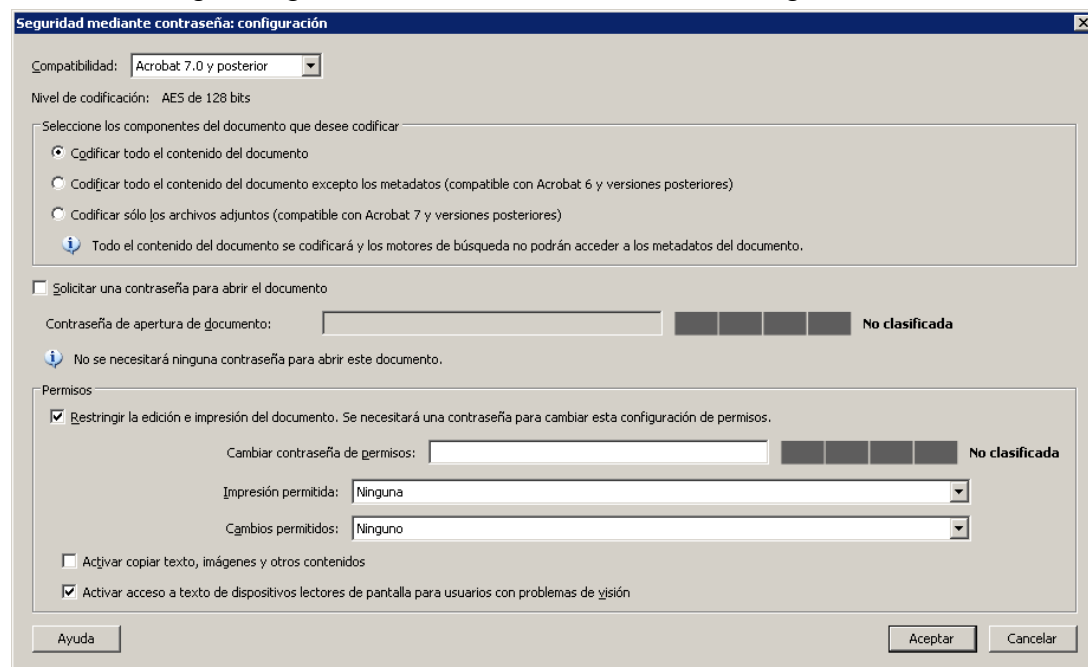 Seguridad mediante contraseña: configuración
Compatibilidad: Acrobat 7.0 y posterior
Nivel de codificación: AES de 128 bits
Seleccione los componentes del documento que desee codificar
Codificar todo el contenido del documento
Codificar todo el contenido del documento excepto los metadatos (compatible con Acrobat 6 y versiones posteriores)
Codificar sólo los archivos adjuntos (compatible con Acrobat 7 y versiones posteriores)
Todo el contenido del documento se codificará y los motores de búsqueda no podrán acceder a los metadatos del documento.
Solicitar una contraseña para abrir el documento
Contraseña de apertura de documento: No clasificada
No se necesitará ninguna contraseña para abrir este documento.
Permisos
Restringir la edición e impresión del documento. Se necesitará una contraseña para cambiar esta configuración de permisos.
Cambiar contraseña de permisos: No clasificada
Impresión permitida: Ninguna
Cambios permitidos: Ninguno
Activar copiar texto, imágenes y otros contenidos
Activar acceso a texto de dispositivos lectores de pantalla para usuarios con problemas de visión
Ayuda Aceptar Cancelar